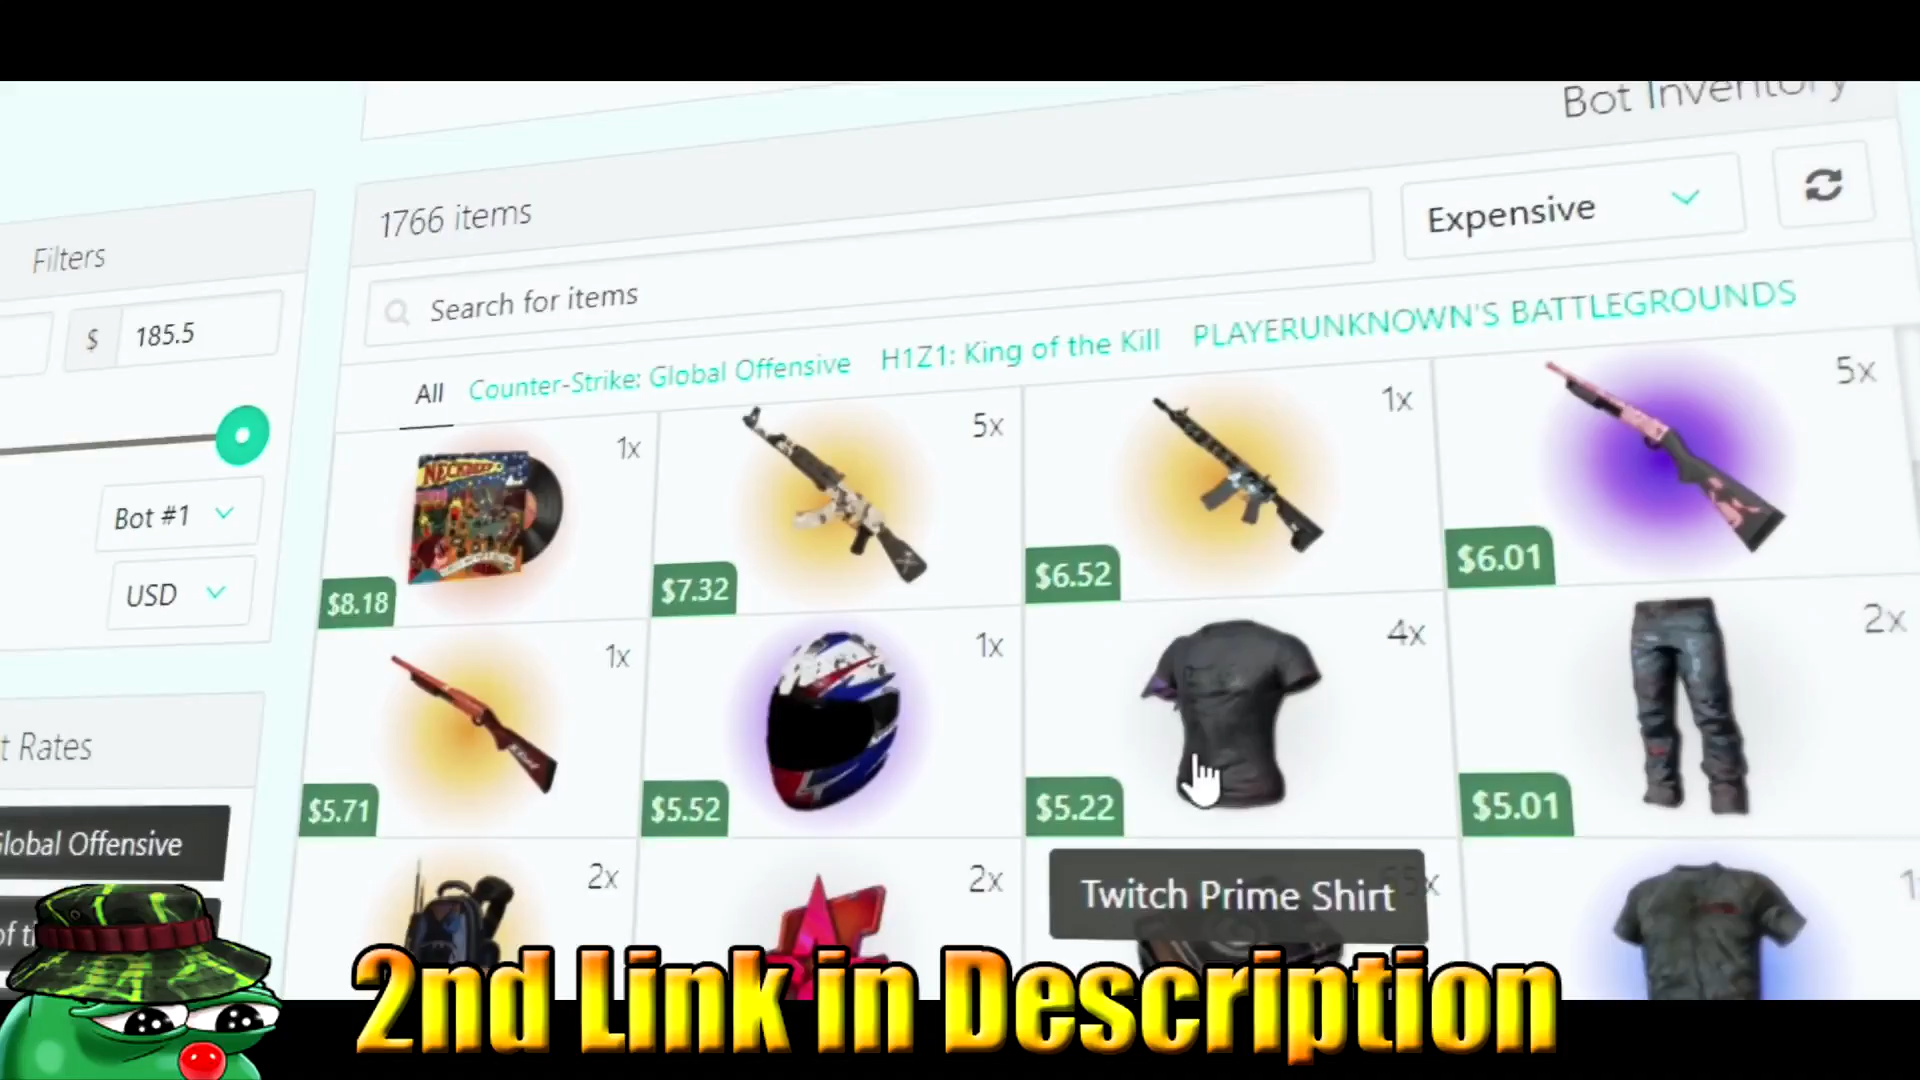 Bot Inventory
1766 items
Expensive
Filters
Search for items
$ 185.5
All Counter-Strike: Global Offensive H1Z1: King of the Kill PLAYERUNKNOWN'S BATTLEGROUNDS
1x
5x
1x
5x
Bot #1
$8.18
$7.32
$6.52
$6.01
USD
1x
1x
4x
2x
t Rates
$5.71
$5.52
$5.22
$5.01
Global Offensive
2x
2x
Twitch Prime Shirt
of t
2nd Link in Description